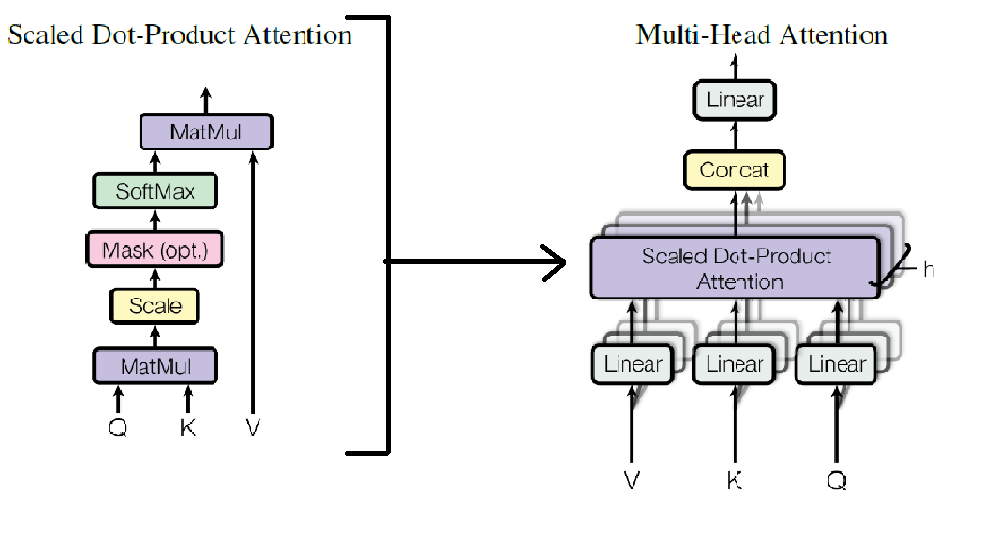 Scaled Dot-Product Attention
MatMul
SoftMax
Mask (opt.)
Scale
MatMul
Q K V
Multi-Head Attention
Linear
Concat
Scaled Dot-Product
Attention
h
Linear Linear Linear
V K Q